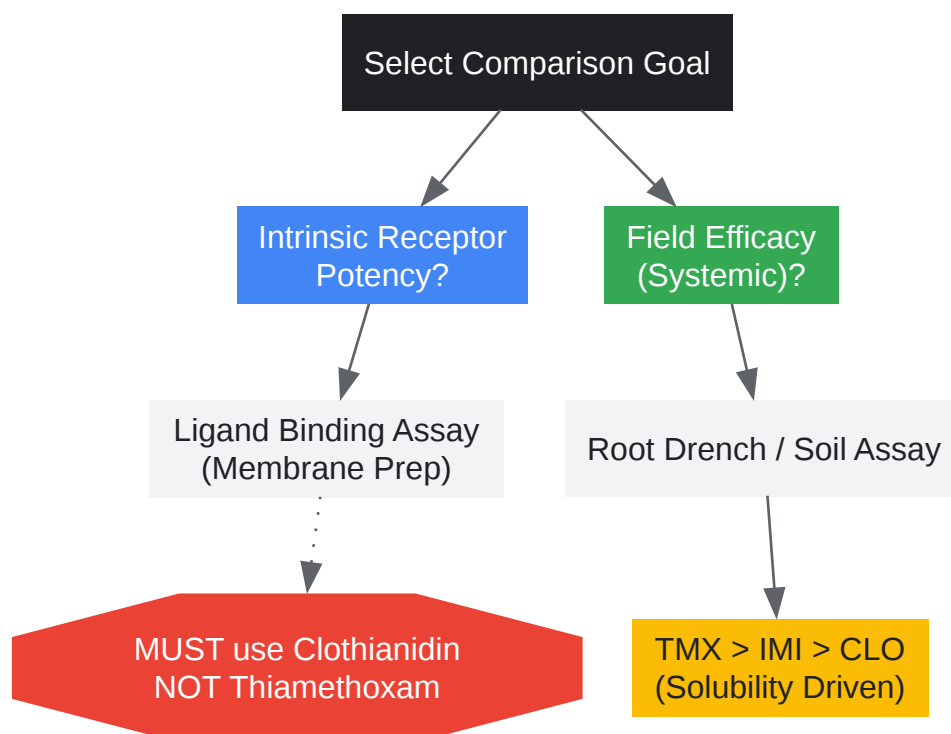 Select Comparison Goal
Intrinsic Receptor
Potency?
Field Efficacy
(Systemic)?
Ligand Binding Assay
(Membrane Prep)
Root Drench / Soil Assay
MUST use Clothianidin
NOT Thiamethoxam
TMX > IMI > CLO
(Solubility Driven)